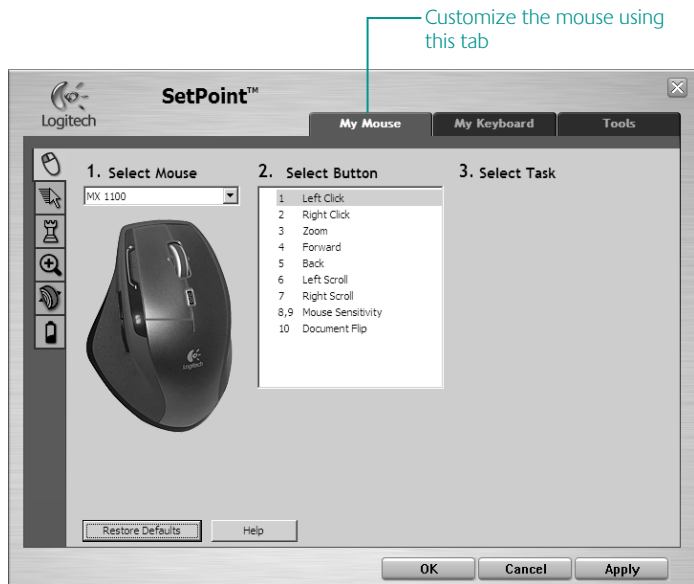 Customize the mouse using
this tab
Logitech
SetPoint™
My Mouse
My Keyboard
Tools
1. Select Mouse
2. Select Button
3. Select Task
MX 1100
1 Left Click
2 Right Click
3 Zoom
4 Forward
5 Back
6 Left Scroll
7 Right Scroll
8,9 Mouse Sensitivity
10 Document Flip
Logitech
Restore Defaults
Help
OK
Cancel
Apply